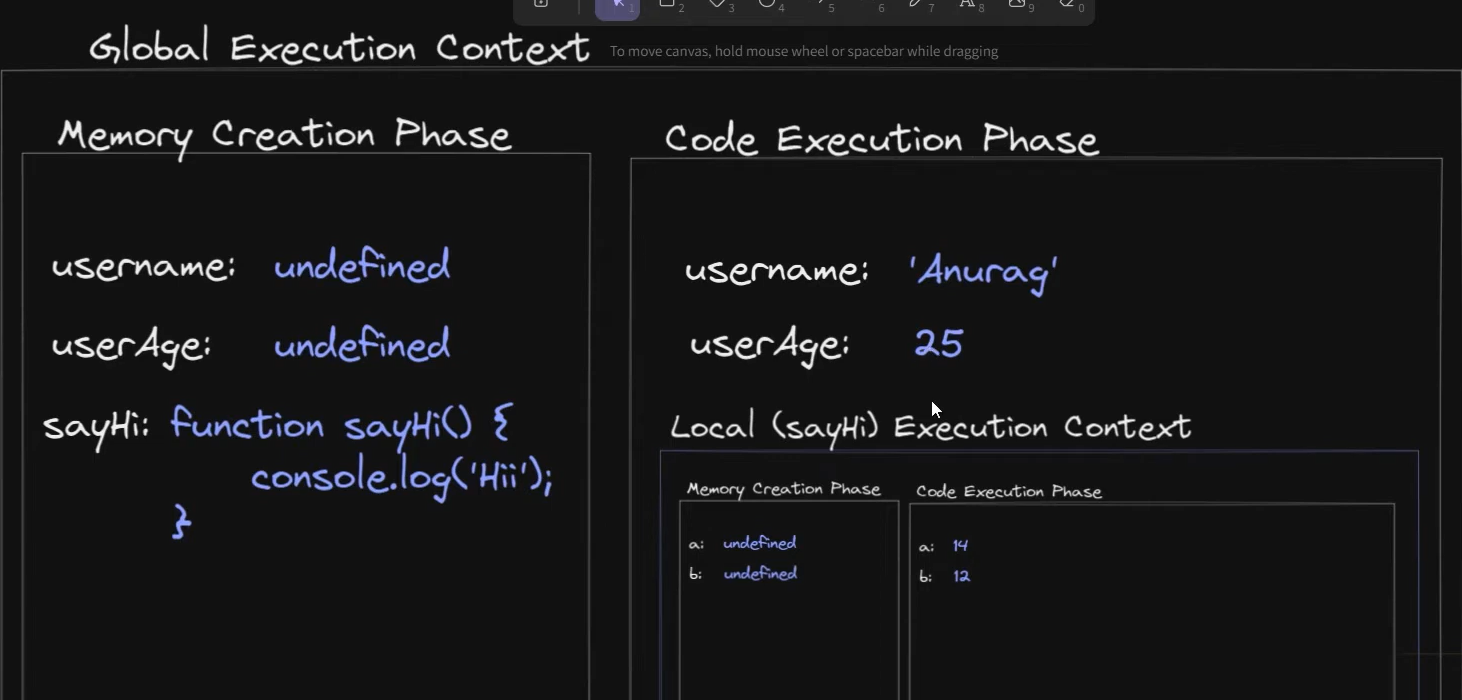 1 2 3 4 5 6 7 8 9 0
Global Execution Context
To move canvas, hold mouse wheel or spacebar while dragging
Memory Creation Phase
username: undefined
userAge: undefined
sayHi: function sayHi() {
console.log('Hii');
}
Code Execution Phase
username: 'Anurag'
userAge: 25
Local (sayHi) Execution Context
Memory Creation Phase
a: undefined
b: undefined
Code Execution Phase
a: 14
b: 12